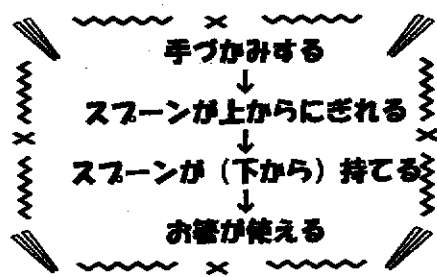 手づかみする
↓
スプーンが上からにぎれる
↓
スプーンが（下から）持てる
↓
お箸が使える